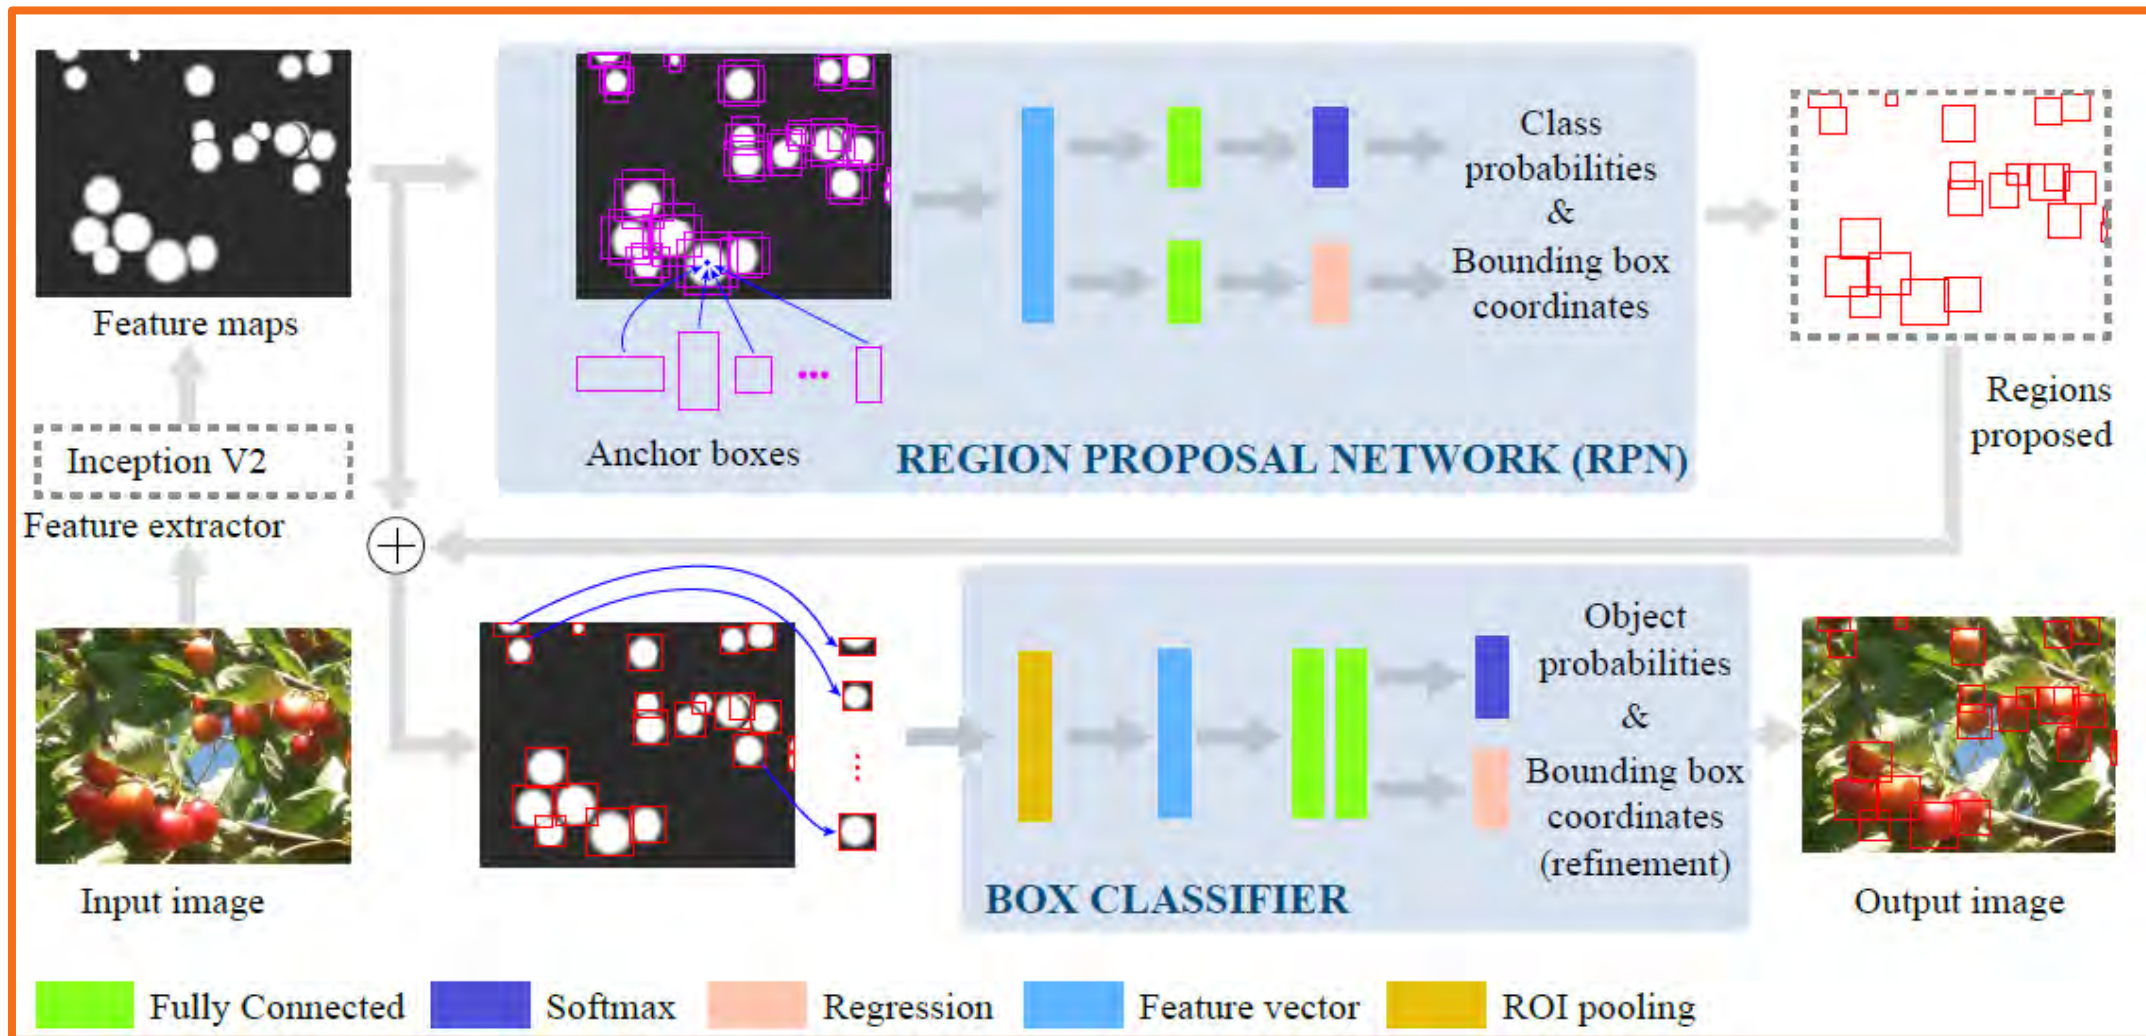 Feature maps
Inception V2
Feature extractor
Input image
Anchor boxes
REGION PROPOSAL NETWORK (RPN)
Class
probabilities
&
Bounding box
coordinates
Regions
proposed
BOX CLASSIFIER
Object
probabilities
&
Bounding box
coordinates
(refinement)
Output image
Fully Connected
Softmax
Regression
Feature vector
ROI pooling